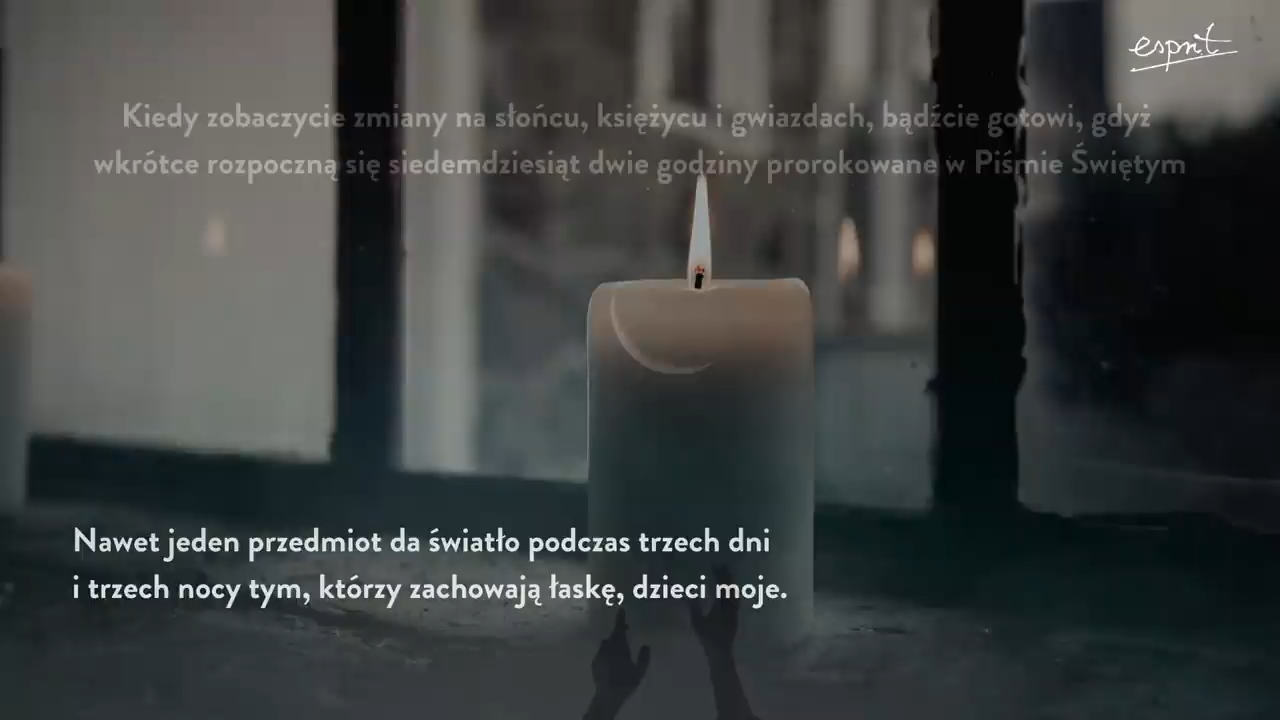 esprit
Kiedy zobaczycie zmiany na słońcu, księżycu i gwiazdach, bądźcie gotowi, gdyż
wkrótce rozpoczną się siedemdziesiąt dwie godziny prorokowane w Piśmie Świętym
Nawet jeden przedmiot da światło podczas trzech dni
i trzech nocy tym, którzy zachowają łaskę, dzieci moje.